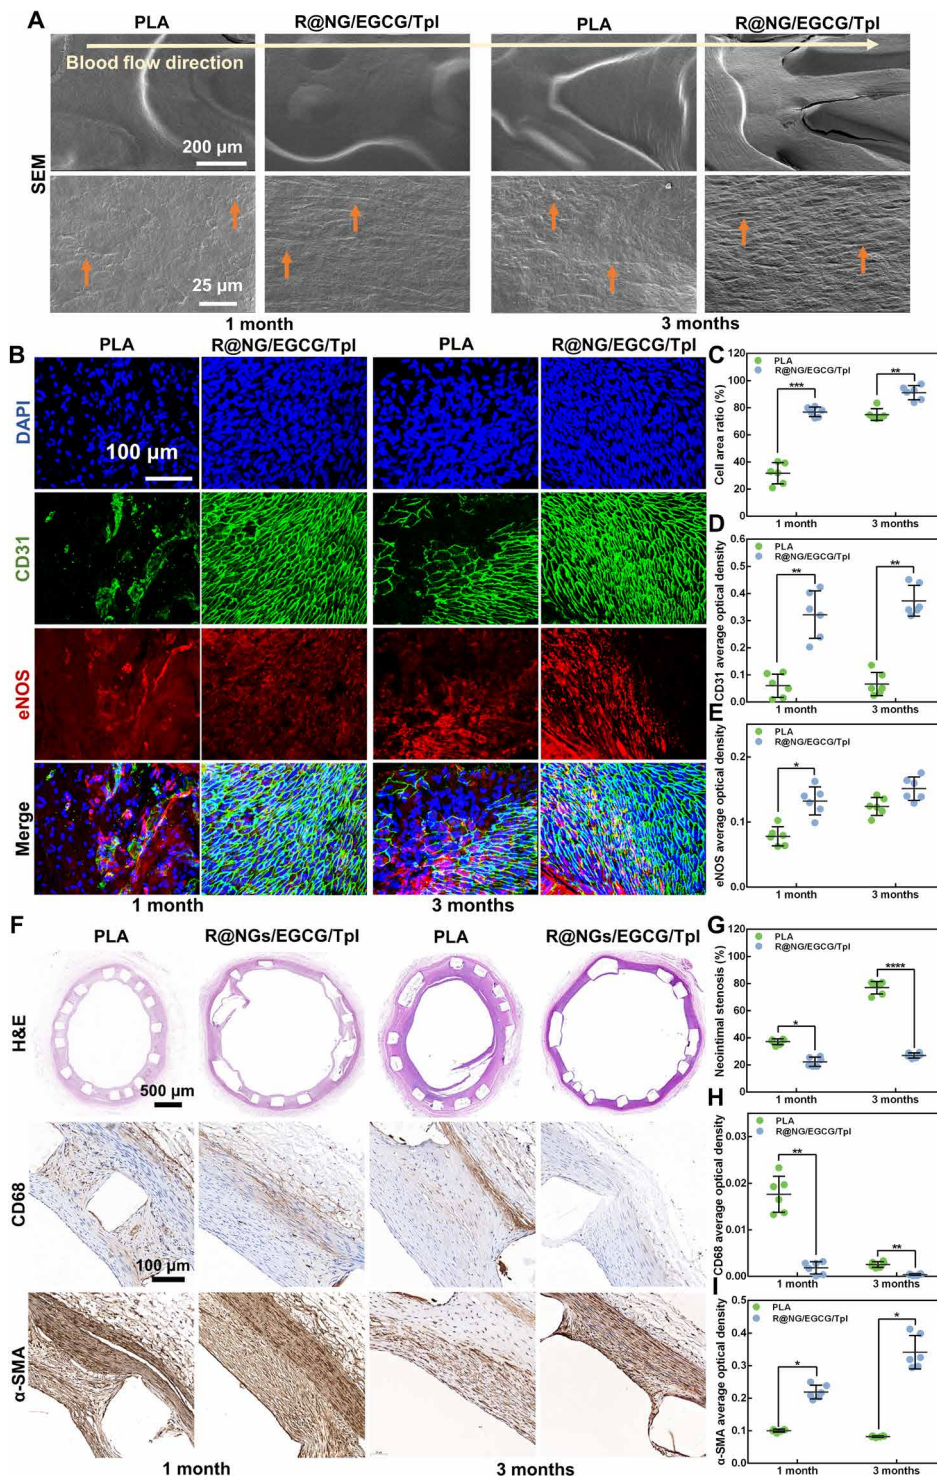 A
PLA
R@NG/EGCG/Tpl
PLA
R@NG/EGCG/Tpl
Blood flow direction
200 μm
SEM
25 μm
1 month
3 months
B
PLA
R@NG/EGCG/Tpl
PLA
R@NG/EGCG/Tpl
DAPI
100 μm
CD31
eNOS
Merge
1 month
3 months
C
Cell area ratio (%)
120
100
80
60
40
20
0
PLA
R@NG/EGCG/Tpl
***
**
1 month
3 months
D
CD31 average optical density
0.6
0.5
0.4
0.3
0.2
0.1
0.0
PLA
R@NG/EGCG/Tpl
**
**
1 month
3 months
E
eNOS average optical density
0.2
0.1
0.0
PLA
R@NG/EGCG/Tpl
*
1 month
3 months
F
PLA
R@NGs/EGCG/Tpl
PLA
R@NGs/EGCG/Tpl
H&E
500 μm
CD68
100 μm
α-SMA
1 month
3 months
G
Neointimal stenosis (%)
120
100
80
60
40
20
0
PLA
R@NG/EGCG/Tpl
*
****
1 month
3 months
H
CD68 average optical density
0.03
0.02
0.01
0.00
PLA
R@NG/EGCG/Tpl
**
**
1 month
3 months
I
α-SMA average optical density
0.5
0.4
0.3
0.2
0.1
0.0
PLA
R@NG/EGCG/Tpl
*
*
1 month
3 months